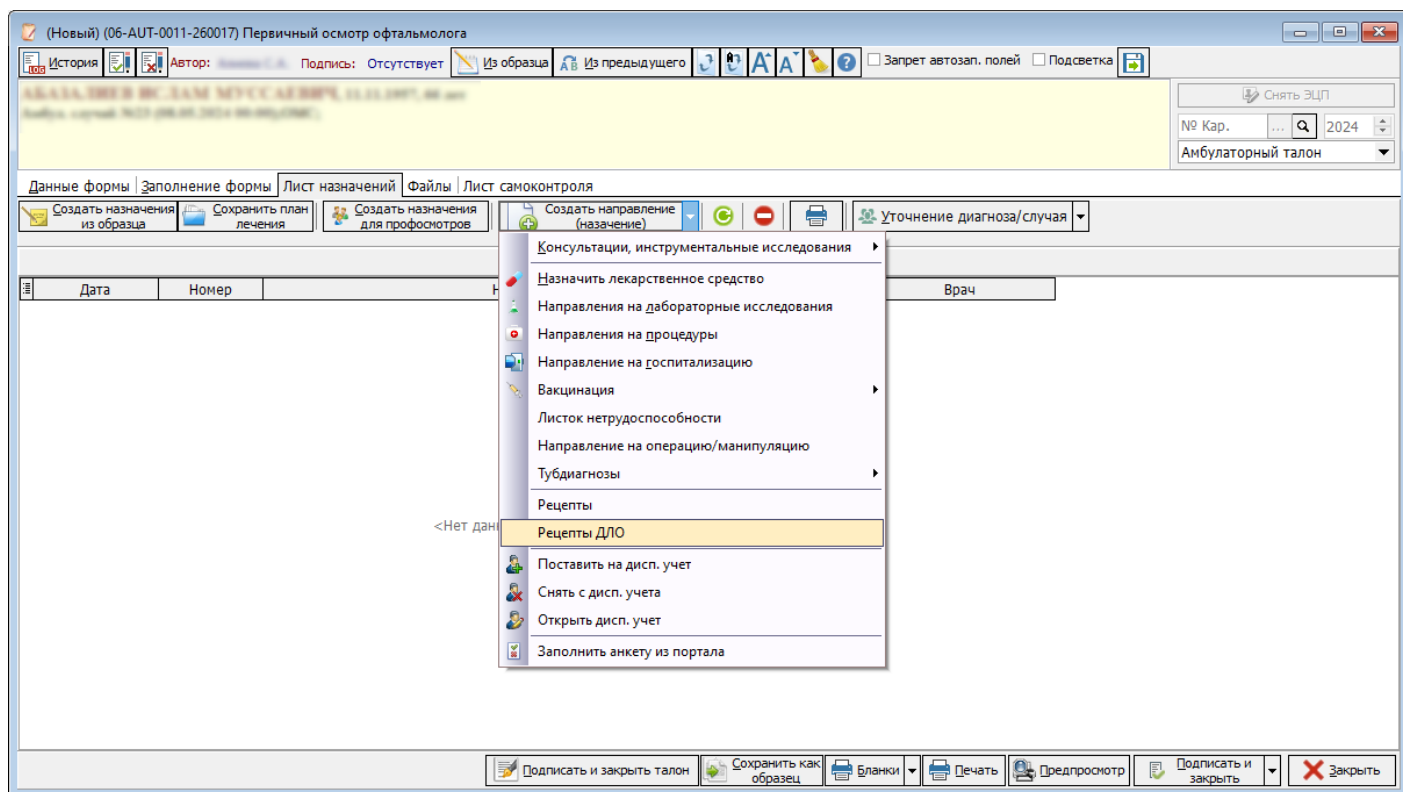 (Новый) (06-AUT-0011-260017) Первичный осмотр офтальмолога
История Автор: Подпись: Отсутствует Из образца Из предыдущего Запрет автозап. полей Подсветка
Снять ЭЦП
№ Кар. ... 2024
Амбулаторный талон
Данные формы Заполнение формы Лист назначений Файлы Лист самоконтроля
Создать назначения из образца
Сохранить план лечения
Создать назначения для профосмотров
Создать направление (назачение)
Уточнение диагноза/случая
Дата Номер Н Врач
Консультации, инструментальные исследования
Назначить лекарственное средство
Направления на лабораторные исследования
Направления на процедуры
Направление на госпитализацию
Вакцинация
Листок нетрудоспособности
Направление на операцию/манипуляцию
Тубдиагнозы
Рецепты
<Нет дан
Рецепты ДЛО
Поставить на дисп. учет
Снять с дисп. учета
Открыть дисп. учет
Заполнить анкету из портала
Подписать и закрыть талон
Сохранить как образец
Бланки
Печать
Предпросмотр
Подписать и закрыть
Закрыть